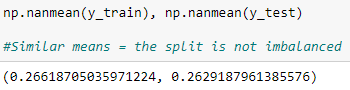 np.nanmean(y_train), np.nanmean(y_test)
#Similar means = the split is not imbalanced
(0.26618705035971224, 0.2629187961385576)